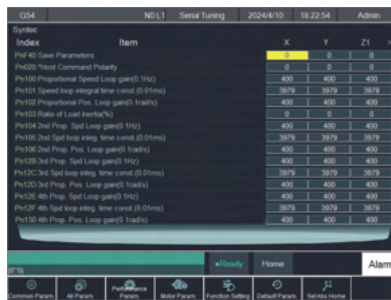 G54 N0 L1 Serial Tuning 2024/4/10 18:22:54 Admin
Syntec
Index Item X Y Z1
PnF40 Save Parameters 0 0 0
Pn020 *Host Command Polarity 0 0 0
Pn100 Proportional Speed Loop gain(0.1Hz) 400 400 400
Pn101 Speed loop integral time const.(0.01ms) 3979 3979 3979
Pn102 Proportional Pos. Loop gain(0.1rad/s) 400 400 400
Pn103 Ratio of Load Inertia(%) 0 0 0
Pn104 2nd Prop. Spd Loop gain(0.1Hz) 400 400 400
Pn105 2nd Spd loop integ. time const.(0.01ms) 3979 3979 3979
Pn106 2nd Prop. Pos. Loop gain(0.1rad/s) 400 400 400
Pn12B 3rd Prop. Spd Loop gain(0.1Hz) 400 400 400
Pn12C 3rd Spd loop integ. time const.(0.01ms) 3979 3979 3979
Pn12D 3rd Prop. Pos. Loop gain(0.1rad/s) 400 400 400
Pn12E 4th Prop. Spd Loop gain(0.1Hz) 400 400 400
Pn12F 4th Spd loop integ. time const.(0.01ms) 3979 3979 3979
Pn130 4th Prop. Pos. Loop gain(0.1rad/s) 400 400 400
Ready Home Alarm
Common Param. All Param. Performance Param. Motor Param. Function Setting Default Param. Set Abs Home